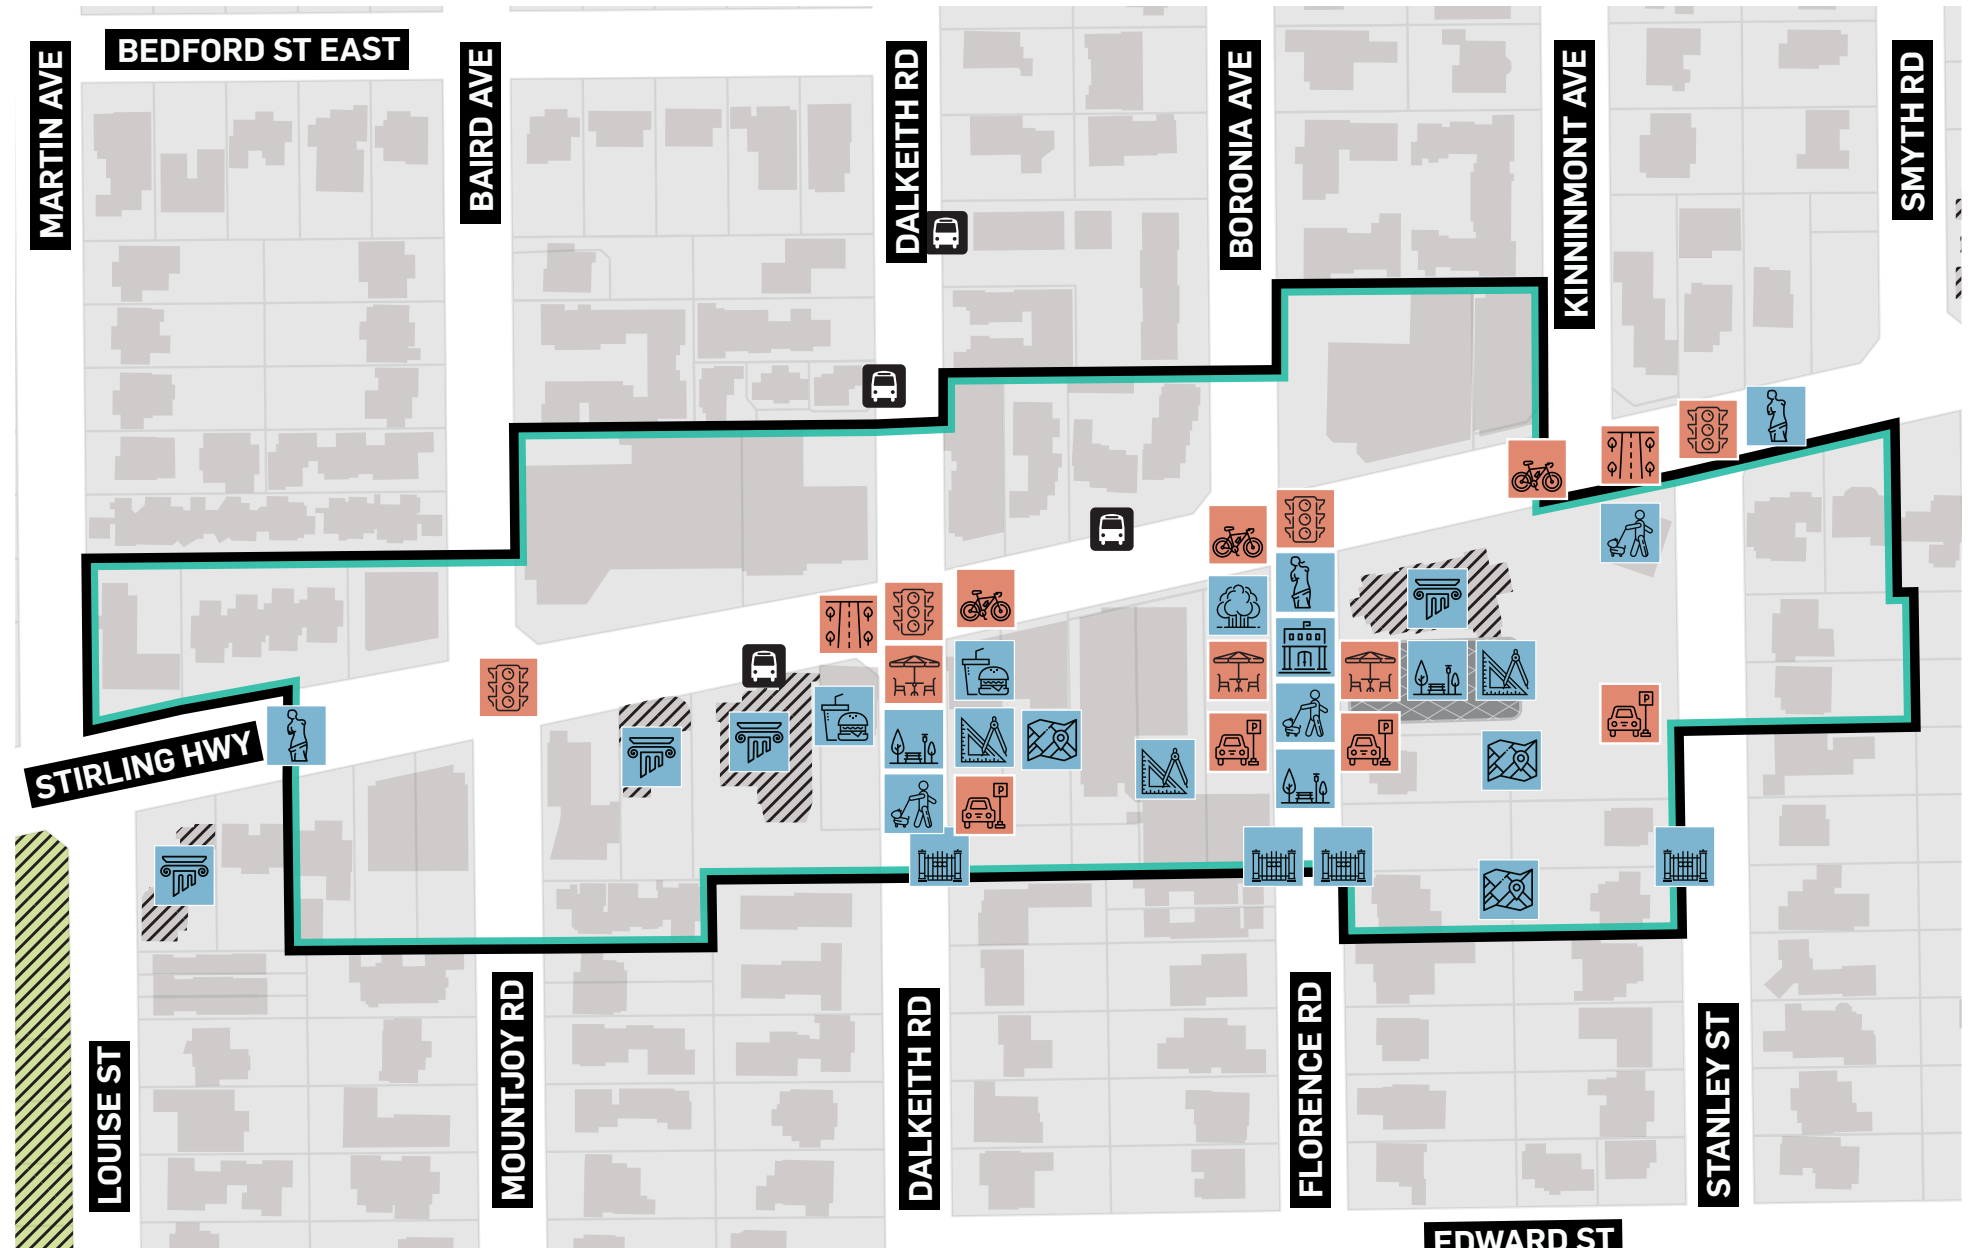 BEDFORD ST EAST
MARTIN AVE
BAIRD AVE
DALKEITH RD
BORONIA AVE
KINNINMONT AVE
SMYTH RD
P
P
P
P
STIRLING HWY
LOUISE ST
MOUNTJOY RD
DALKEITH RD
FLORENCE RD
STANLEY ST
EDWARD ST